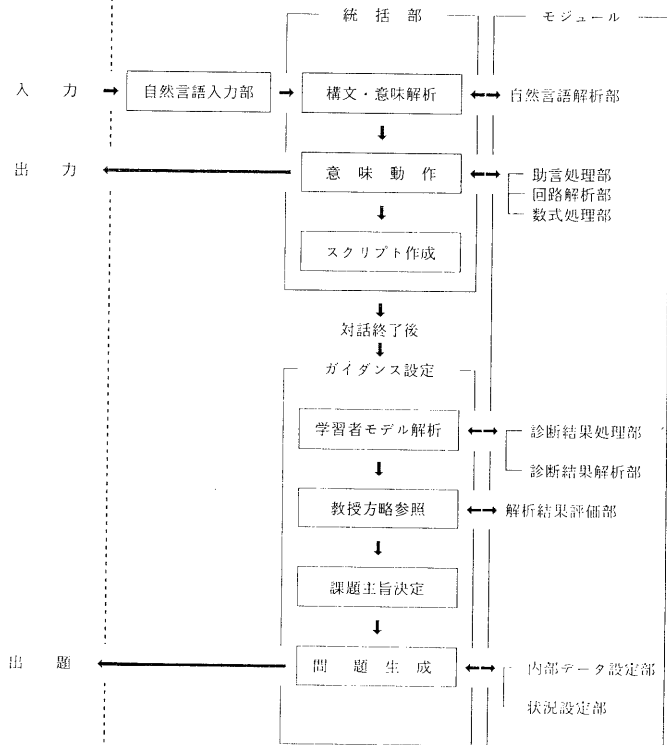 統括部 モジュール
入力 自然言語入力部 構文・意味解析 自然言語解析部
出力 意味動作 助言処理部
回路解析部
数式処理部
スクリプト作成
対話終了後
ガイダンス設定
学習者モデル解析 診断結果処理部
診断結果解析部
教授方略参照 解析結果評価部
課題主旨決定
出題 問題生成 内部データ設定部
状況設定部